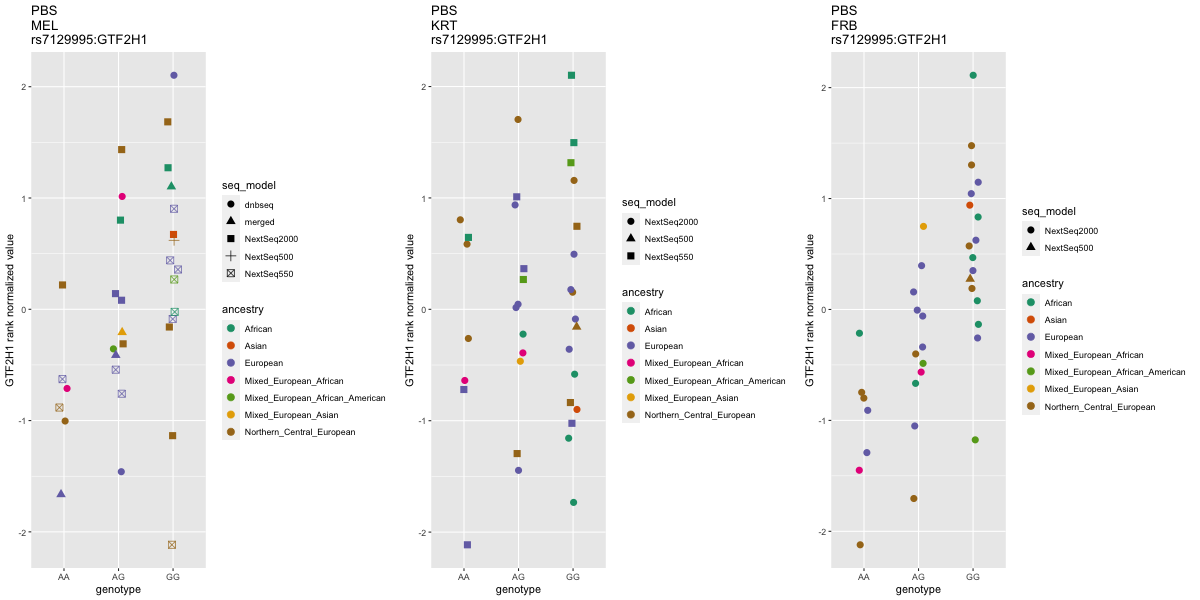 PBS
MEL
rs7129995:GTF2H1
GTF2H1 rank normalized value
2
1
0
-1
-2
AA
AG
GG
genotype
seq_model
dnbseq
merged
NextSeq2000
NextSeq500
NextSeq550
ancestry
African
Asian
European
Mixed_European_African
Mixed_European_African_American
Mixed_European_Asian
Northern_Central_European
PBS
KRT
rs7129995:GTF2H1
GTF2H1 rank normalized value
2
1
0
-1
-2
AA
AG
GG
genotype
seq_model
NextSeq2000
NextSeq500
NextSeq550
ancestry
African
Asian
European
Mixed_European_African
Mixed_European_African_American
Mixed_European_Asian
Northern_Central_European
PBS
FRB
rs7129995:GTF2H1
GTF2H1 rank normalized value
2
1
0
-1
-2
AA
AG
GG
genotype
seq_model
NextSeq2000
NextSeq500
ancestry
African
Asian
European
Mixed_European_African
Mixed_European_African_American
Mixed_European_Asian
Northern_Central_European